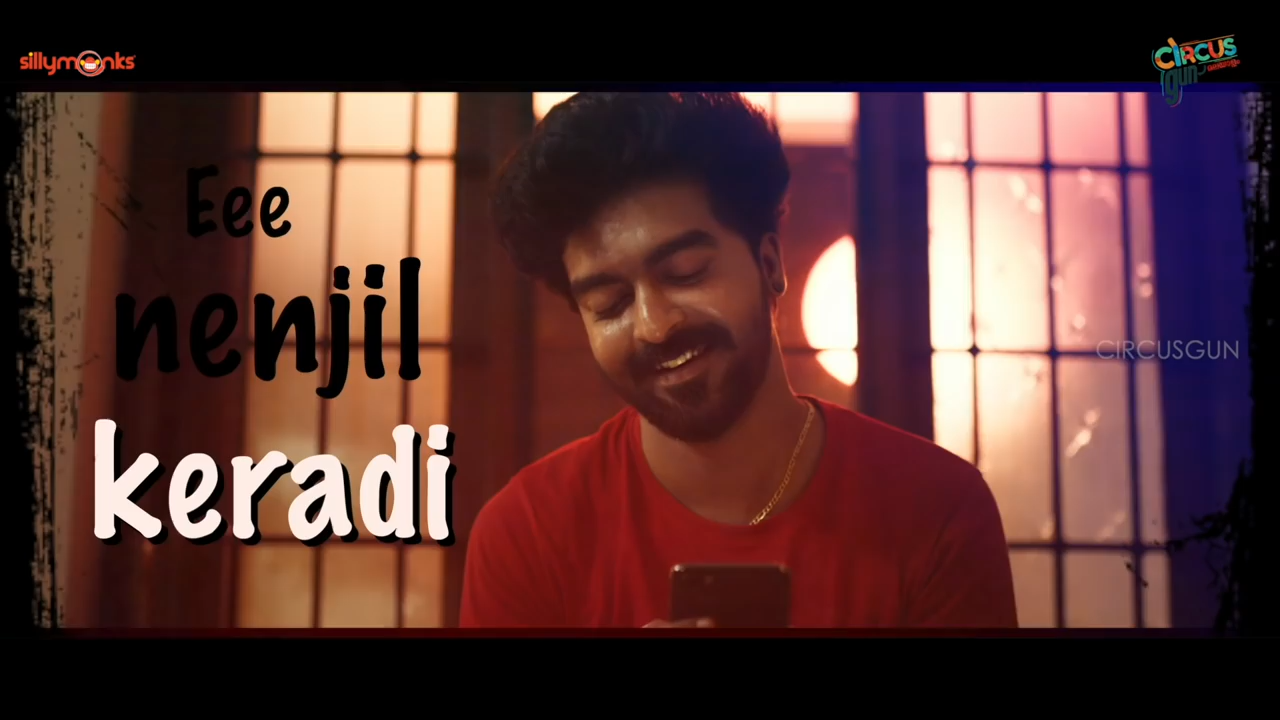 sillymonks
CIRCUS
gun
Eee
nenjil
CIRCUSGUN
keradi